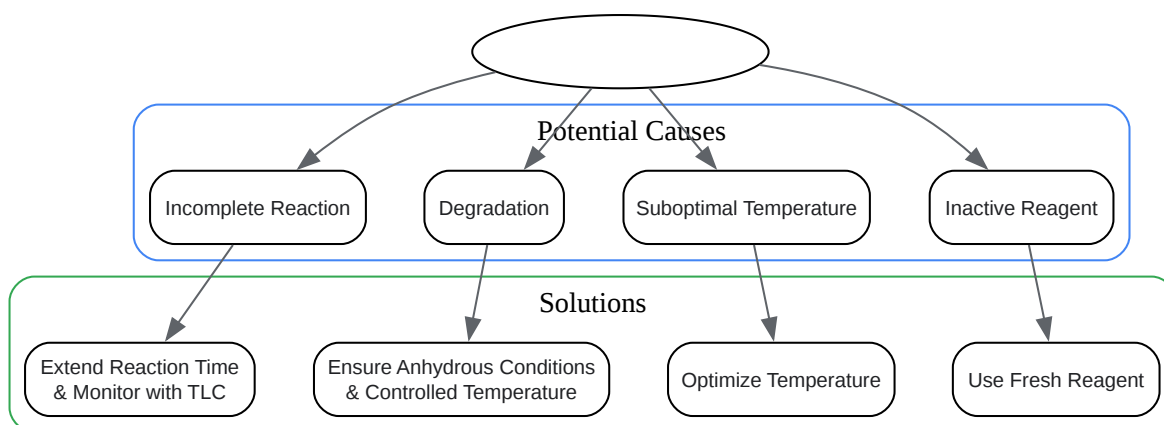 Potential Causes
Incomplete Reaction
Degradation
Suboptimal Temperature
Inactive Reagent
Solutions
Extend Reaction Time
& Monitor with TLC
Ensure Anhydrous Conditions
& Controlled Temperature
Optimize Temperature
Use Fresh Reagent